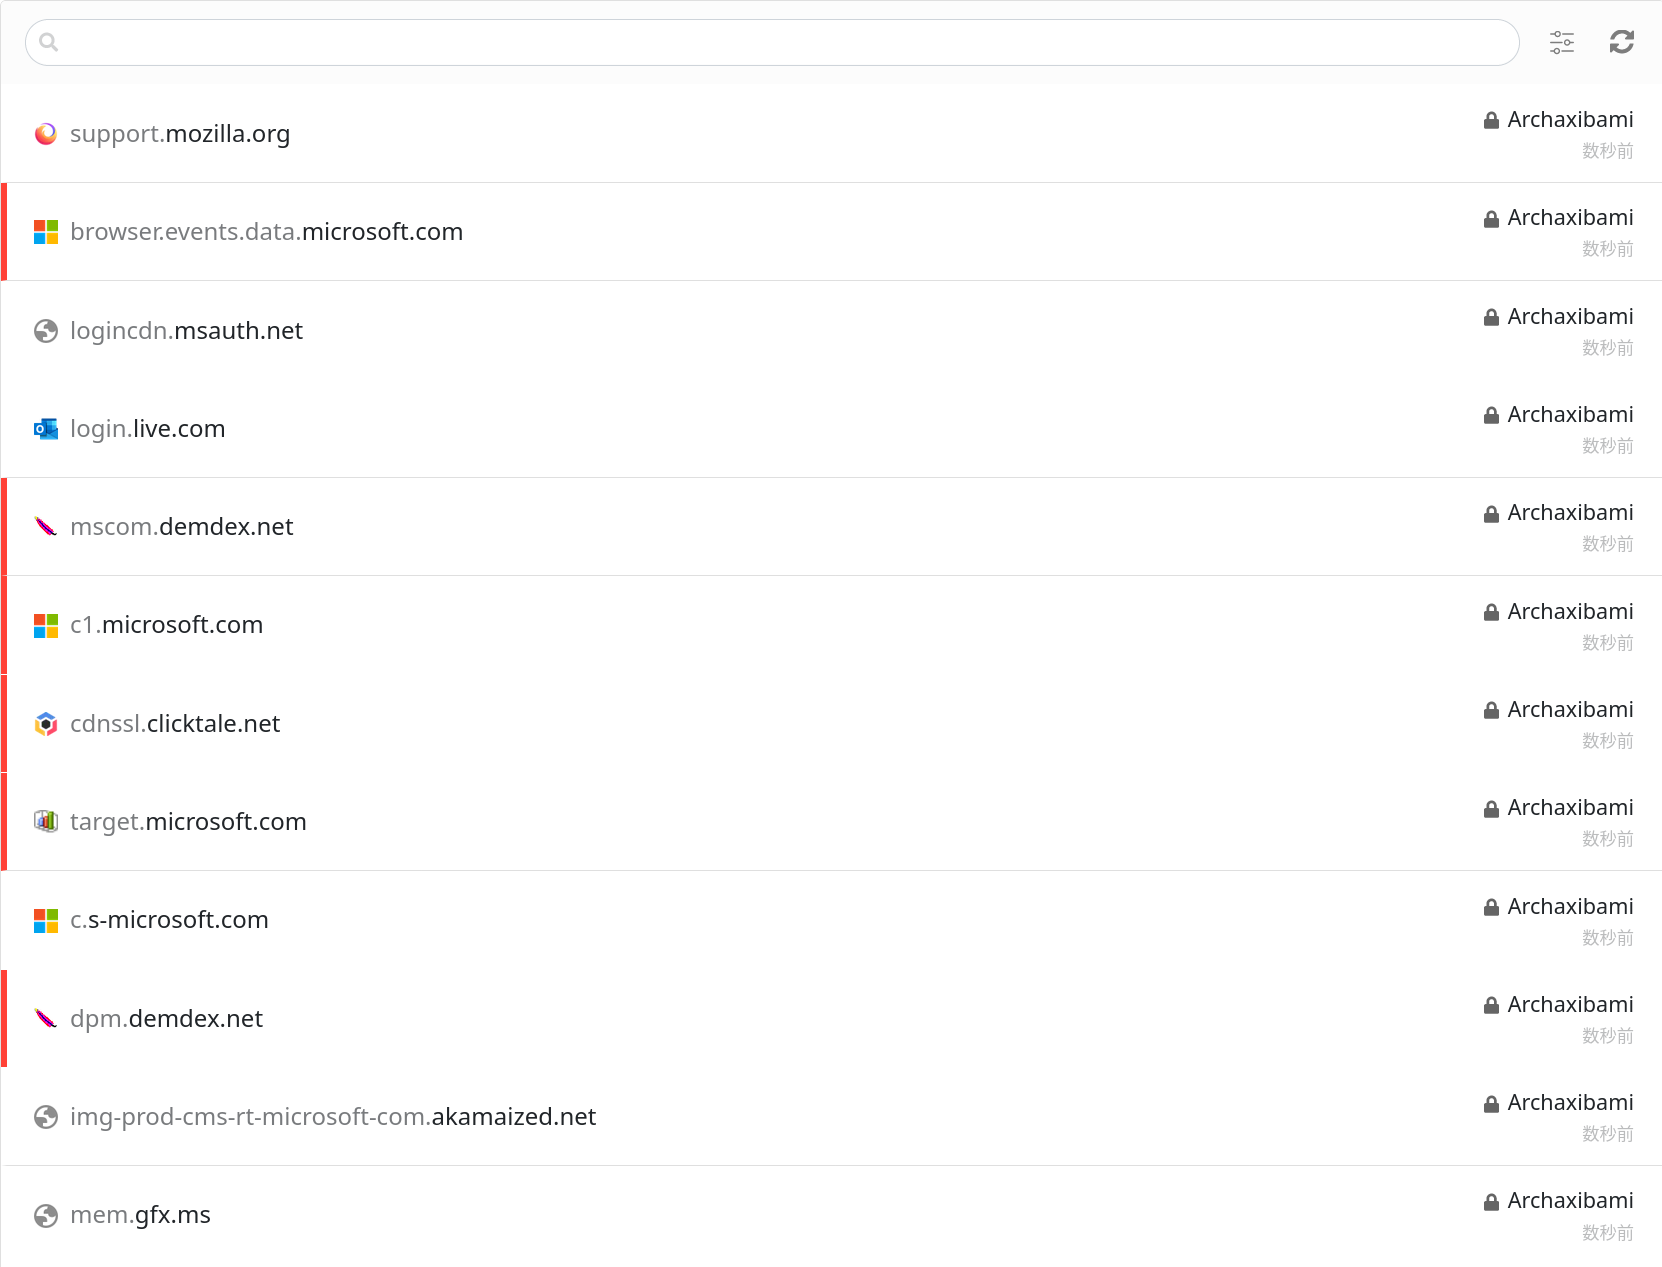 support.mozilla.org
Archaxibami
数秒前
browser.events.data.microsoft.com
Archaxibami
数秒前
logincdn.msauth.net
Archaxibami
数秒前
login.live.com
Archaxibami
数秒前
mscom.demdex.net
Archaxibami
数秒前
c1.microsoft.com
Archaxibami
数秒前
cdnssl.clicktale.net
Archaxibami
数秒前
target.microsoft.com
Archaxibami
数秒前
c.s-microsoft.com
Archaxibami
数秒前
dpm.demdex.net
Archaxibami
数秒前
img-prod-cms-rt-microsoft-com.akamaized.net
Archaxibami
数秒前
mem.gfx.ms
Archaxibami
数秒前